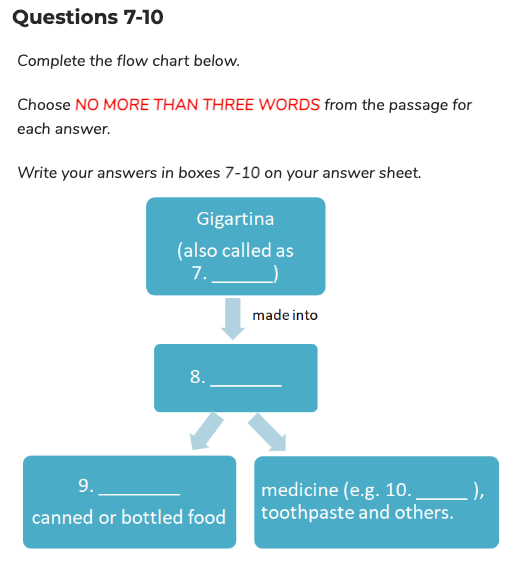 Questions 7-10
Complete the flow chart below.
Choose NO MORE THAN THREE WORDS from the passage for
each answer.
Write your answers in boxes 7-10 on your answer sheet.
Gigartina
(also called as
7. ______)
made into
8. _______
9. ________
canned or bottled food
medicine (e.g. 10. _____ ),
toothpaste and others.